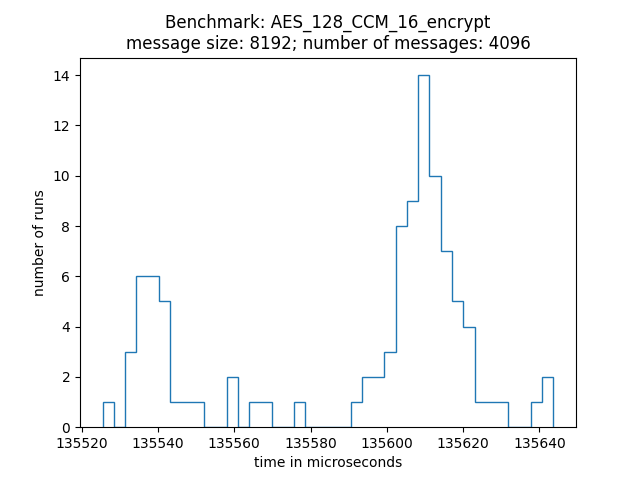 Benchmark: AES_128_CCM_16_encrypt
message size: 8192; number of messages: 4096
14
12
10
8
6
4
2
0
number of runs
135520 135540 135560 135580 135600 135620 135640
time in microseconds